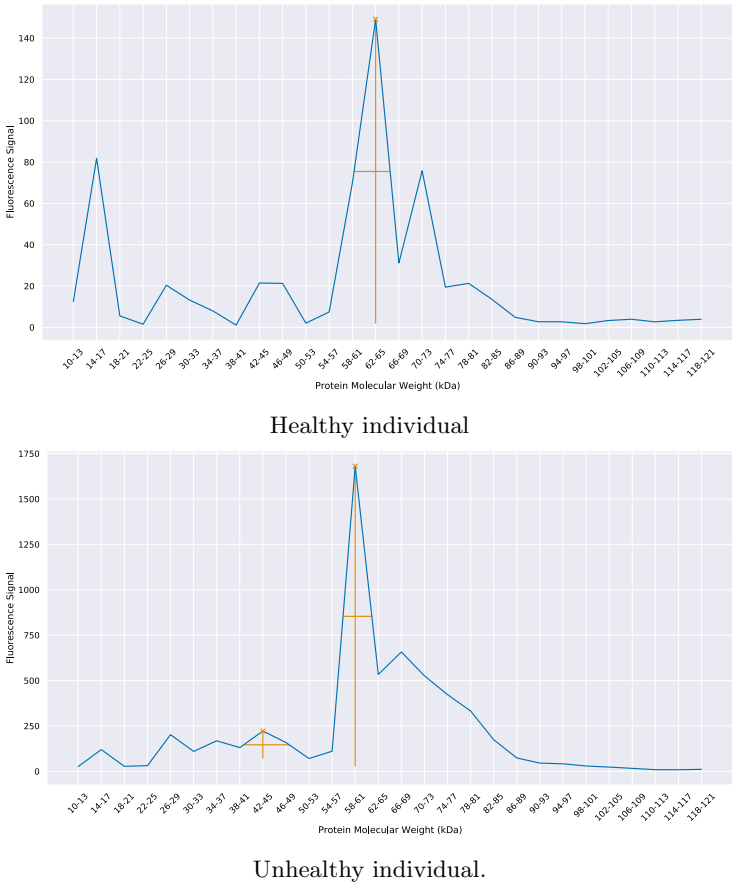 140
120
100
80
60
40
20
0
Fluorescence Signal
10-13 14-17 18-21 22-25 26-29 30-33 34-37 38-41 42-45 46-49 50-53 54-57 58-61 62-65 66-69 70-73 74-77 78-81 82-85 86-89 90-93 94-97 98-101 102-105 106-109 110-113 114-117 118-121
Protein Molecular Weight (kDa)
Healthy individual
1750
1500
1250
1000
750
500
250
0
Fluorescence Signal
10-13 14-17 18-21 22-25 26-29 30-33 34-37 38-41 42-45 46-49 50-53 54-57 58-61 62-65 66-69 70-73 74-77 78-81 82-85 86-89 90-93 94-97 98-101 102-105 106-109 110-113 114-117 118-121
Protein Molecular Weight (kDa)
Unhealthy individual.